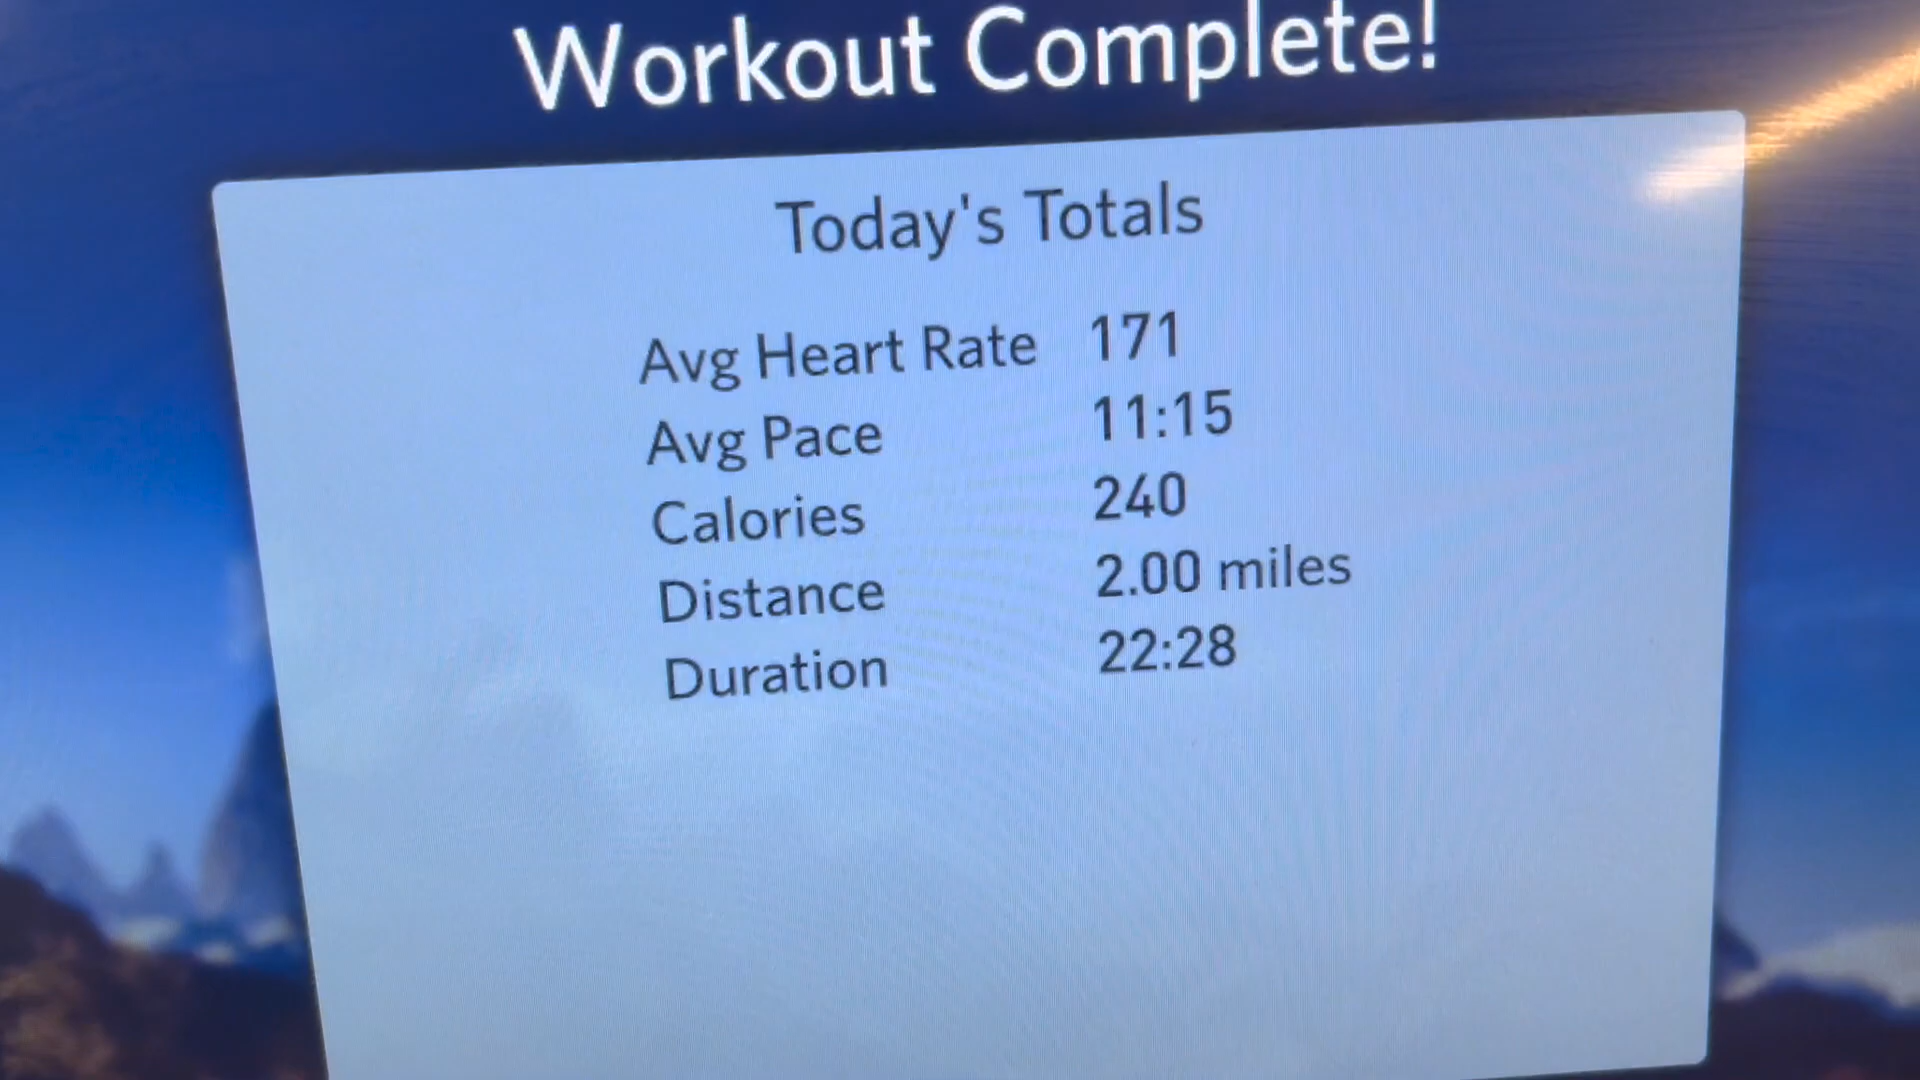 Workout Complete!
Today's Totals
Avg Heart Rate 171
Avg Pace 11:15
Calories 240
Distance 2.00 miles
Duration 22:28